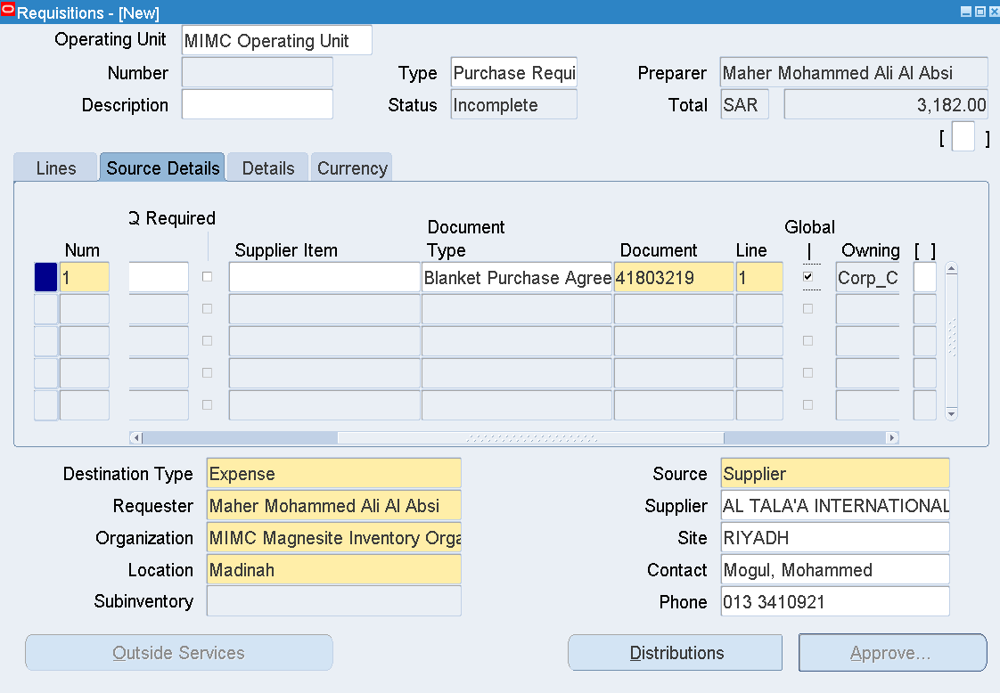 Requisitions - [New]
Operating Unit MIMC Operating Unit
Number Type Purchase Requi Preparer Maher Mohammed Ali Al Absi
Description Status Incomplete Total SAR 3,182.00
[ ]
Lines Source Details Details Currency
Q Required Document Global
Num Supplier Item Type Document Line | Owning [ ]
1 Blanket Purchase Agree 41803219 1 Corp_C
Destination Type Expense Source Supplier
Requester Maher Mohammed Ali Al Absi Supplier AL TALA'A INTERNATIONAL
Organization MIMC Magnesite Inventory Orga Site RIYADH
Location Madinah Contact Mogul, Mohammed
Subinventory Phone 013 3410921
Outside Services Distributions Approve...